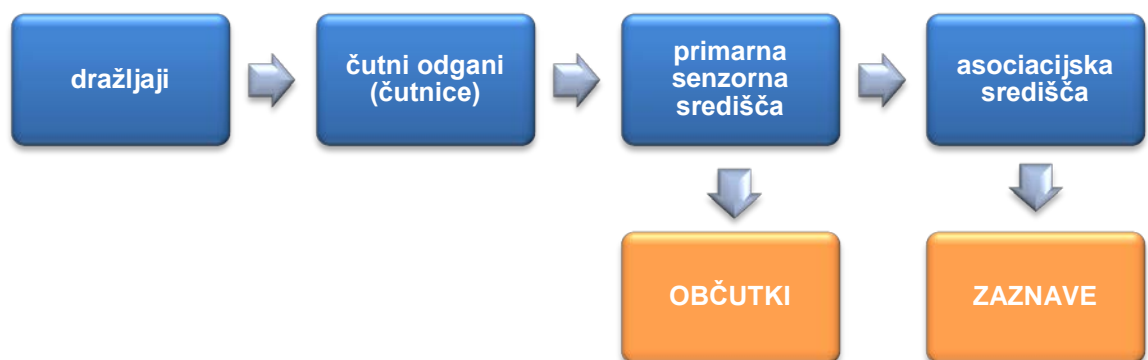 dražljaji
čutni odgani
(čutnice)
primarna
senzorna
središča
asociacijska
središča
OBČUTKI
ZAZNAVE